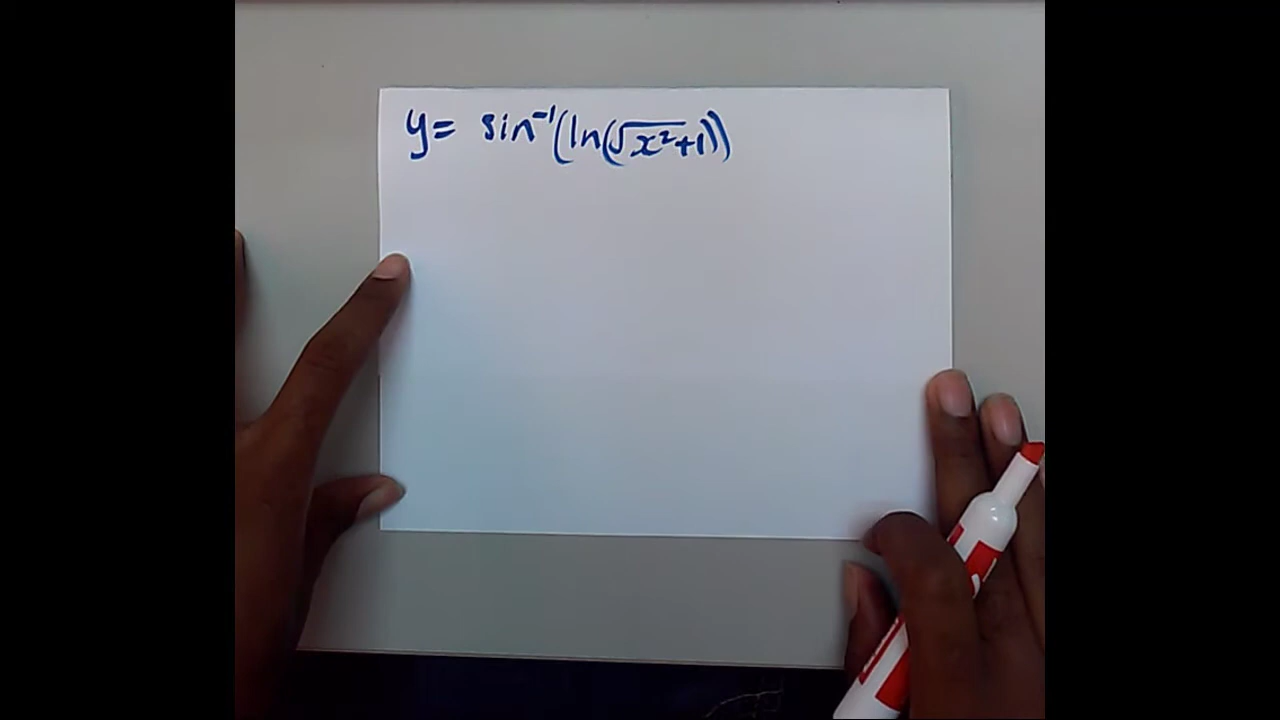 y = sin⁻¹(ln(√x²+1))